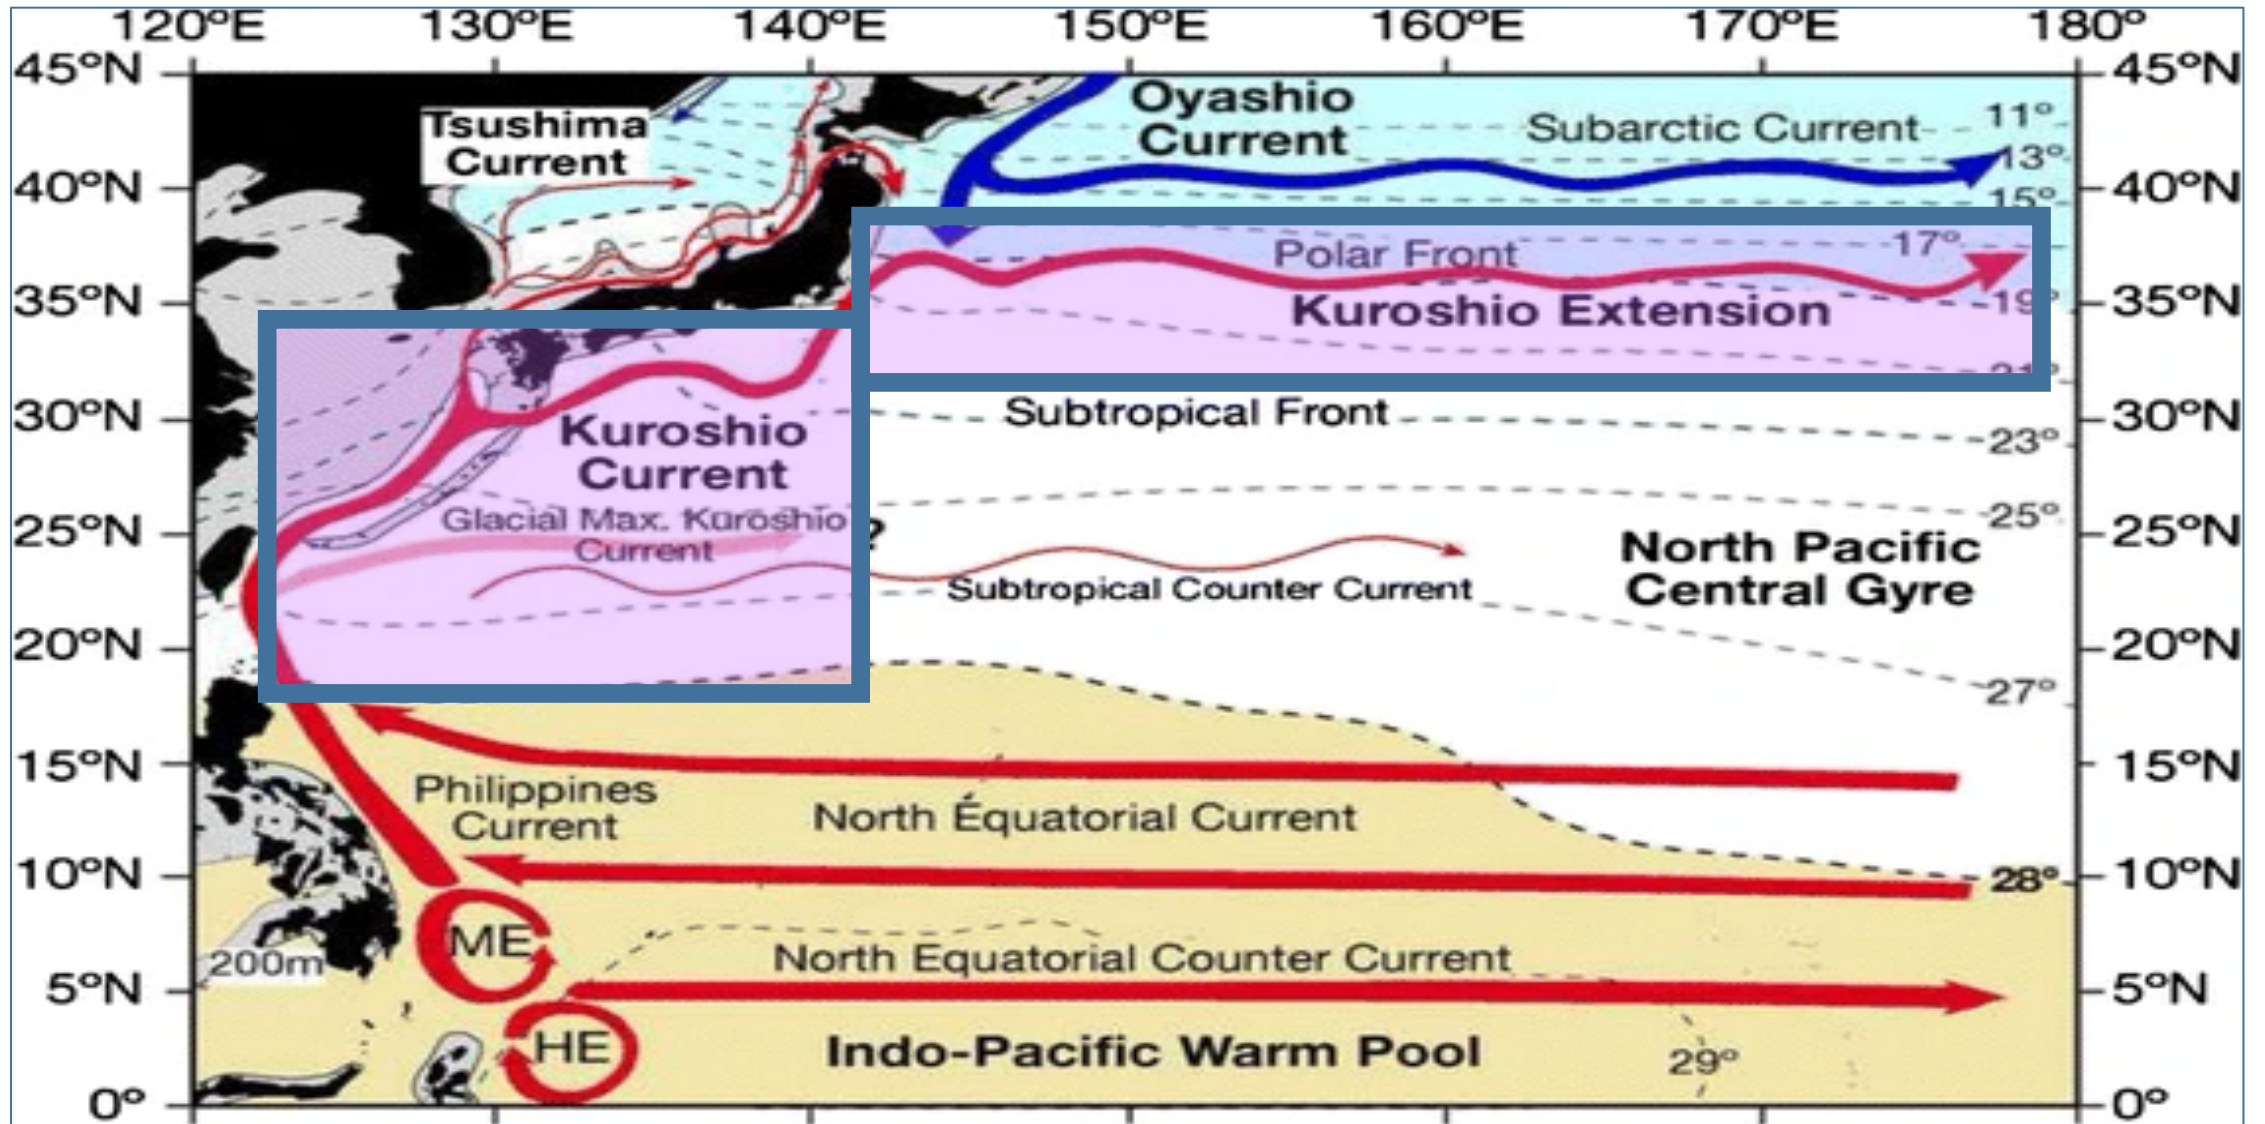 120°E 130°E 140°E 150°E 160°E 170°E 180°
45°N 45°N
Oyashio
Current
Subarctic Current
11°
Tsushima
Current
13°
40°N 40°N
15°
Polar Front
17°
35°N 35°N
Kuroshio Extension
19°
21°
30°N 30°N
Subtropical Front
23°
Kuroshio
Current
Glacial Max. Kuroshio
Current
?
25°
25°N 25°N
North Pacific
Central Gyre
Subtropical Counter Current
20°N 20°N
27°
15°N 15°N
Philippines
Current
North Equatorial Current
10°N 10°N
28°
ME
North Equatorial Counter Current
200m
5°N 5°N
HE
Indo-Pacific Warm Pool
29°
0° 0°